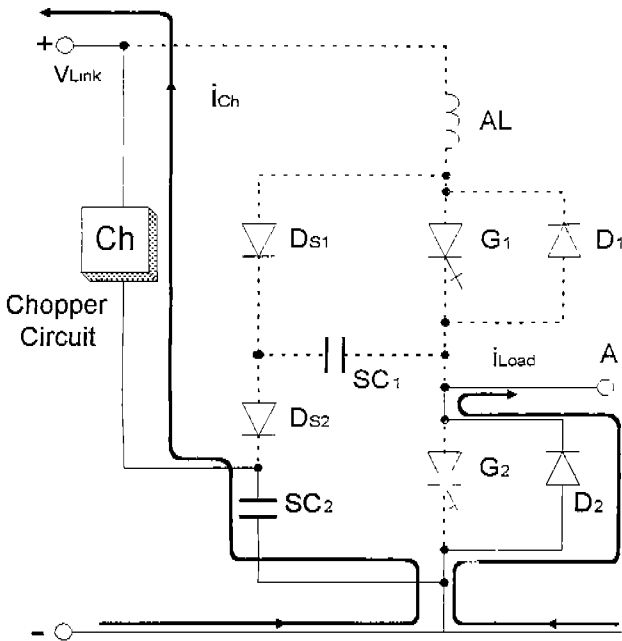 +
VLink
iCh
AL
Ch
DS1
G1
D1
Chopper
Circuit
SC1
iLoad
A
DS2
G2
SC2
D2
-